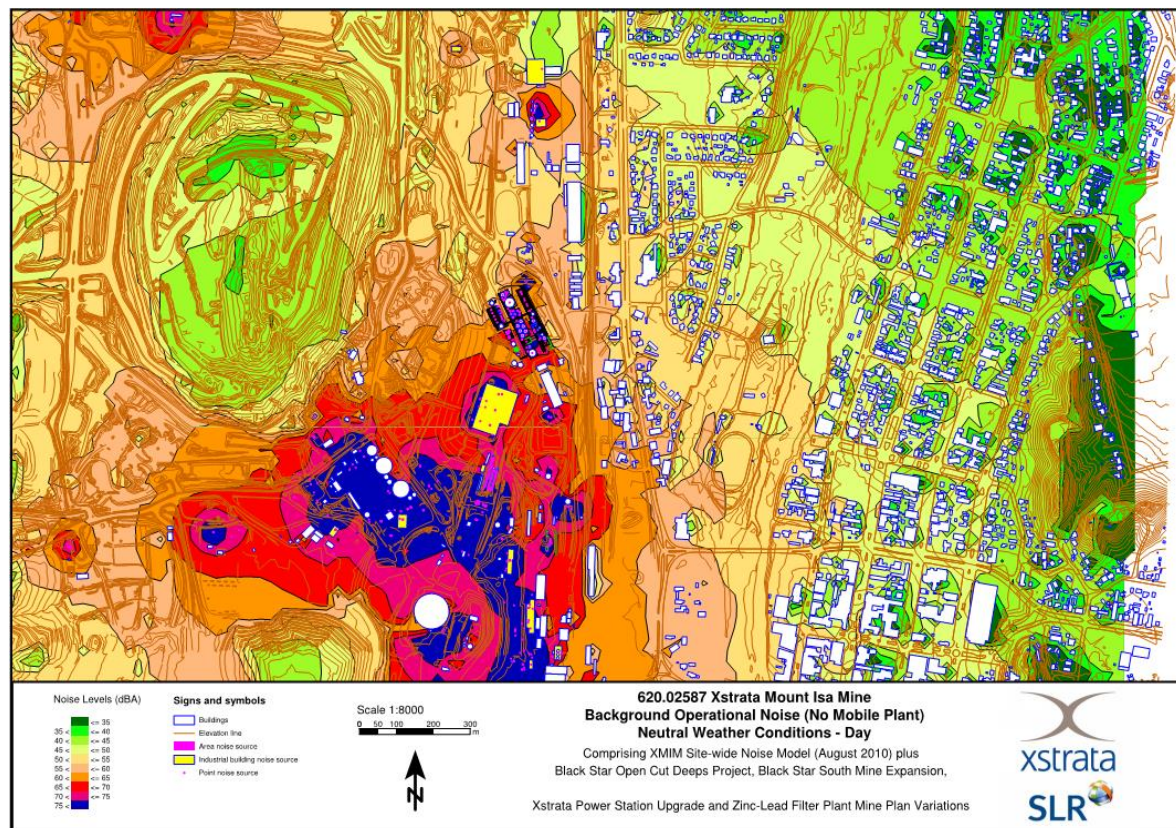 Noise Levels (dBA)
<= 35
35 < <= 40
40 < <= 45
45 < <= 50
50 < <= 55
55 < <= 60
60 < <= 65
65 < <= 70
70 < <= 75
75 <
Signs and symbols
Buildings
Elevation line
Area noise source
Industrial building noise source
Point noise source
Scale 1:8000
0 50 100 200 300
m
N
620.02587 Xstrata Mount Isa Mine
Background Operational Noise (No Mobile Plant)
Neutral Weather Conditions - Day
Comprising XMIM Site-wide Noise Model (August 2010) plus
Black Star Open Cut Deeps Project, Black Star South Mine Expansion,
Xstrata Power Station Upgrade and Zinc-Lead Filter Plant Mine Plan Variations
xstrata
SLR